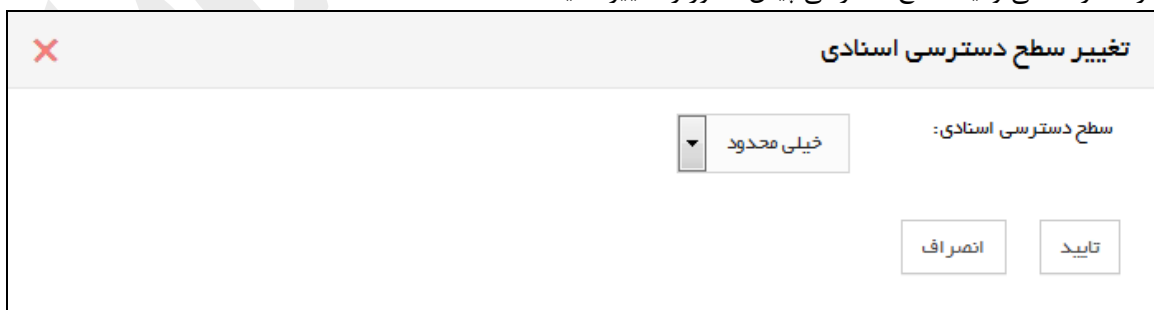 تغییر سطح دسترسی اسنادی
سطح دسترسی اسنادی:
خیلی محدود
تایید
انصراف